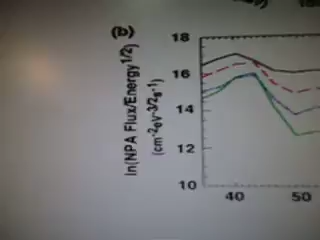 (b)
ln(NPA Flux/Energy^1/2)
(cm^-2eV^-3/2s^-1)
18
16
14
12
10
40
50